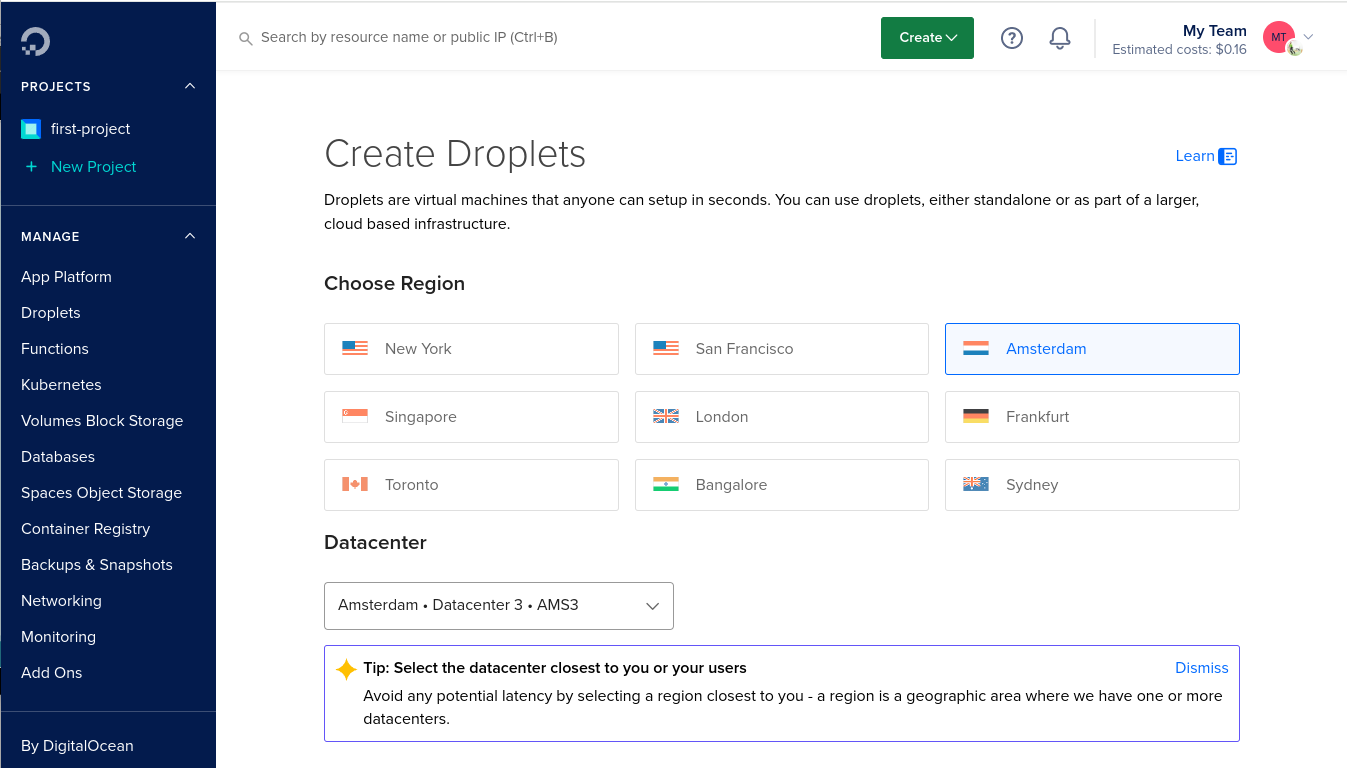 Search by resource name or public IP (Ctrl+B)
Create
My Team
Estimated costs: $0.16
MT
PROJECTS
first-project
+ New Project
MANAGE
App Platform
Droplets
Functions
Kubernetes
Volumes Block Storage
Databases
Spaces Object Storage
Container Registry
Backups & Snapshots
Networking
Monitoring
Add Ons
By DigitalOcean
Create Droplets
Learn
Droplets are virtual machines that anyone can setup in seconds. You can use droplets, either standalone or as part of a larger,
cloud based infrastructure.
Choose Region
New York
San Francisco
Amsterdam
Singapore
London
Frankfurt
Toronto
Bangalore
Sydney
Datacenter
Amsterdam • Datacenter 3 • AMS3
Tip: Select the datacenter closest to you or your users
Dismiss
Avoid any potential latency by selecting a region closest to you - a region is a geographic area where we have one or more
datacenters.